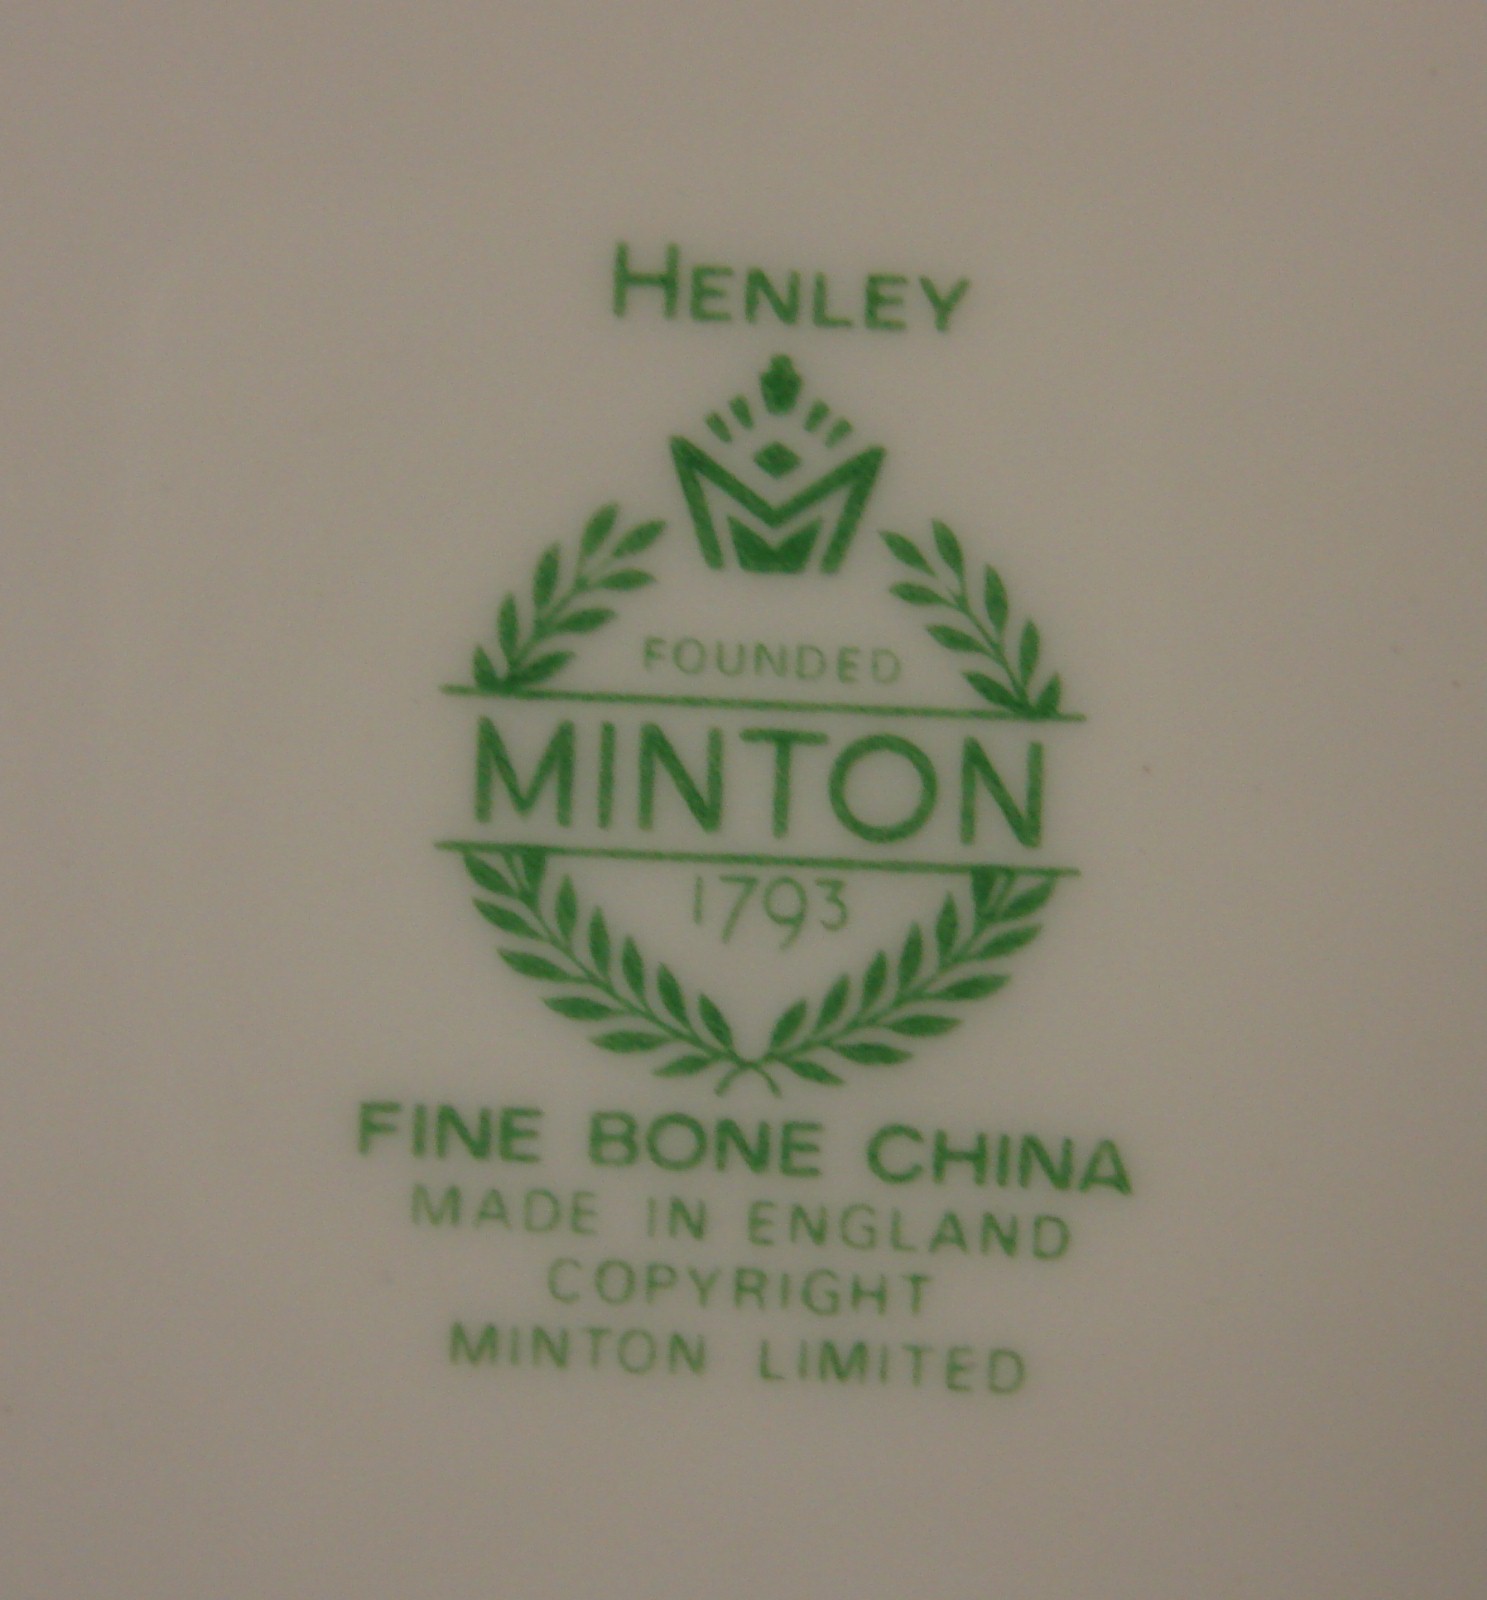 HENLEY
FOUNDED
MINTON
1793
FINE BONE CHINA
MADE IN ENGLAND
COPYRIGHT
MINTON LIMITED